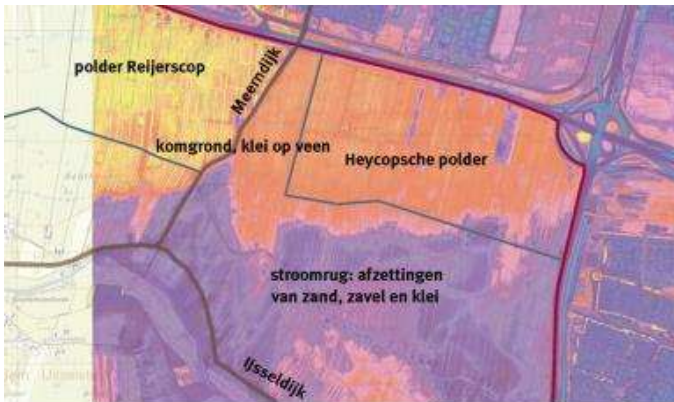 polder Reijerscop
Meerndijk
komgrond, klei op veen
Heycopsche polder
stroomrug: afzettingen
van zand, zavel en klei
IJsseldijk